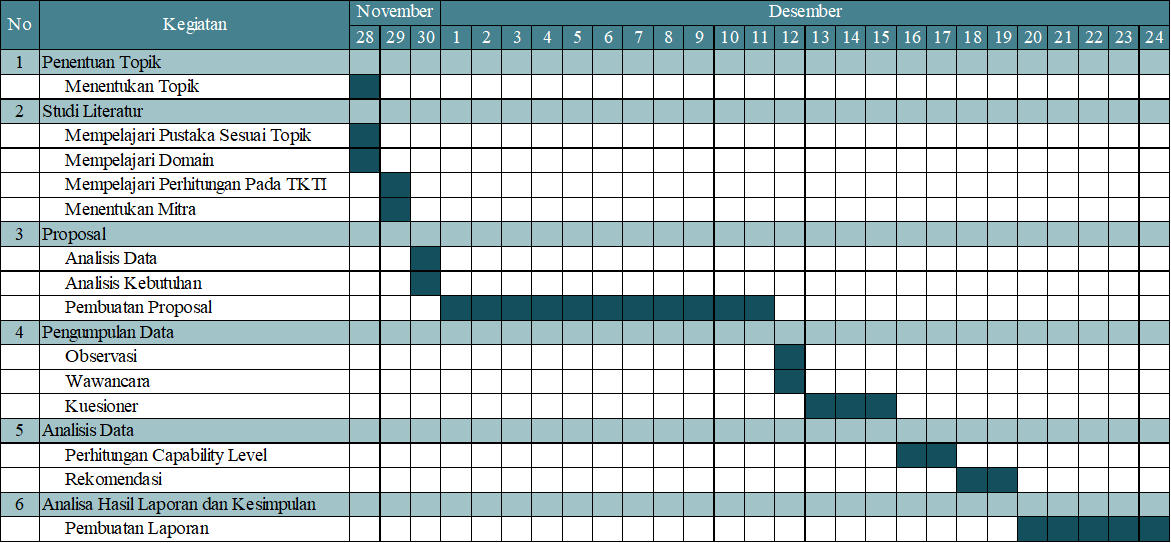 No Kegiatan November Desember
28 29 30 1 2 3 4 5 6 7 8 9 10 11 12 13 14 15 16 17 18 19 20 21 22 23 24
1 Penentuan Topik
Menentukan Topik
2 Studi Literatur
Mempelajari Pustaka Sesuai Topik
Mempelajari Domain
Mempelajari Perhitungan Pada TKTI
Menentukan Mitra
3 Proposal
Analisis Data
Analisis Kebutuhan
Pembuatan Proposal
4 Pengumpulan Data
Observasi
Wawancara
Kuesioner
5 Analisis Data
Perhitungan Capability Level
Rekomendasi
6 Analisa Hasil Laporan dan Kesimpulan
Pembuatan Laporan